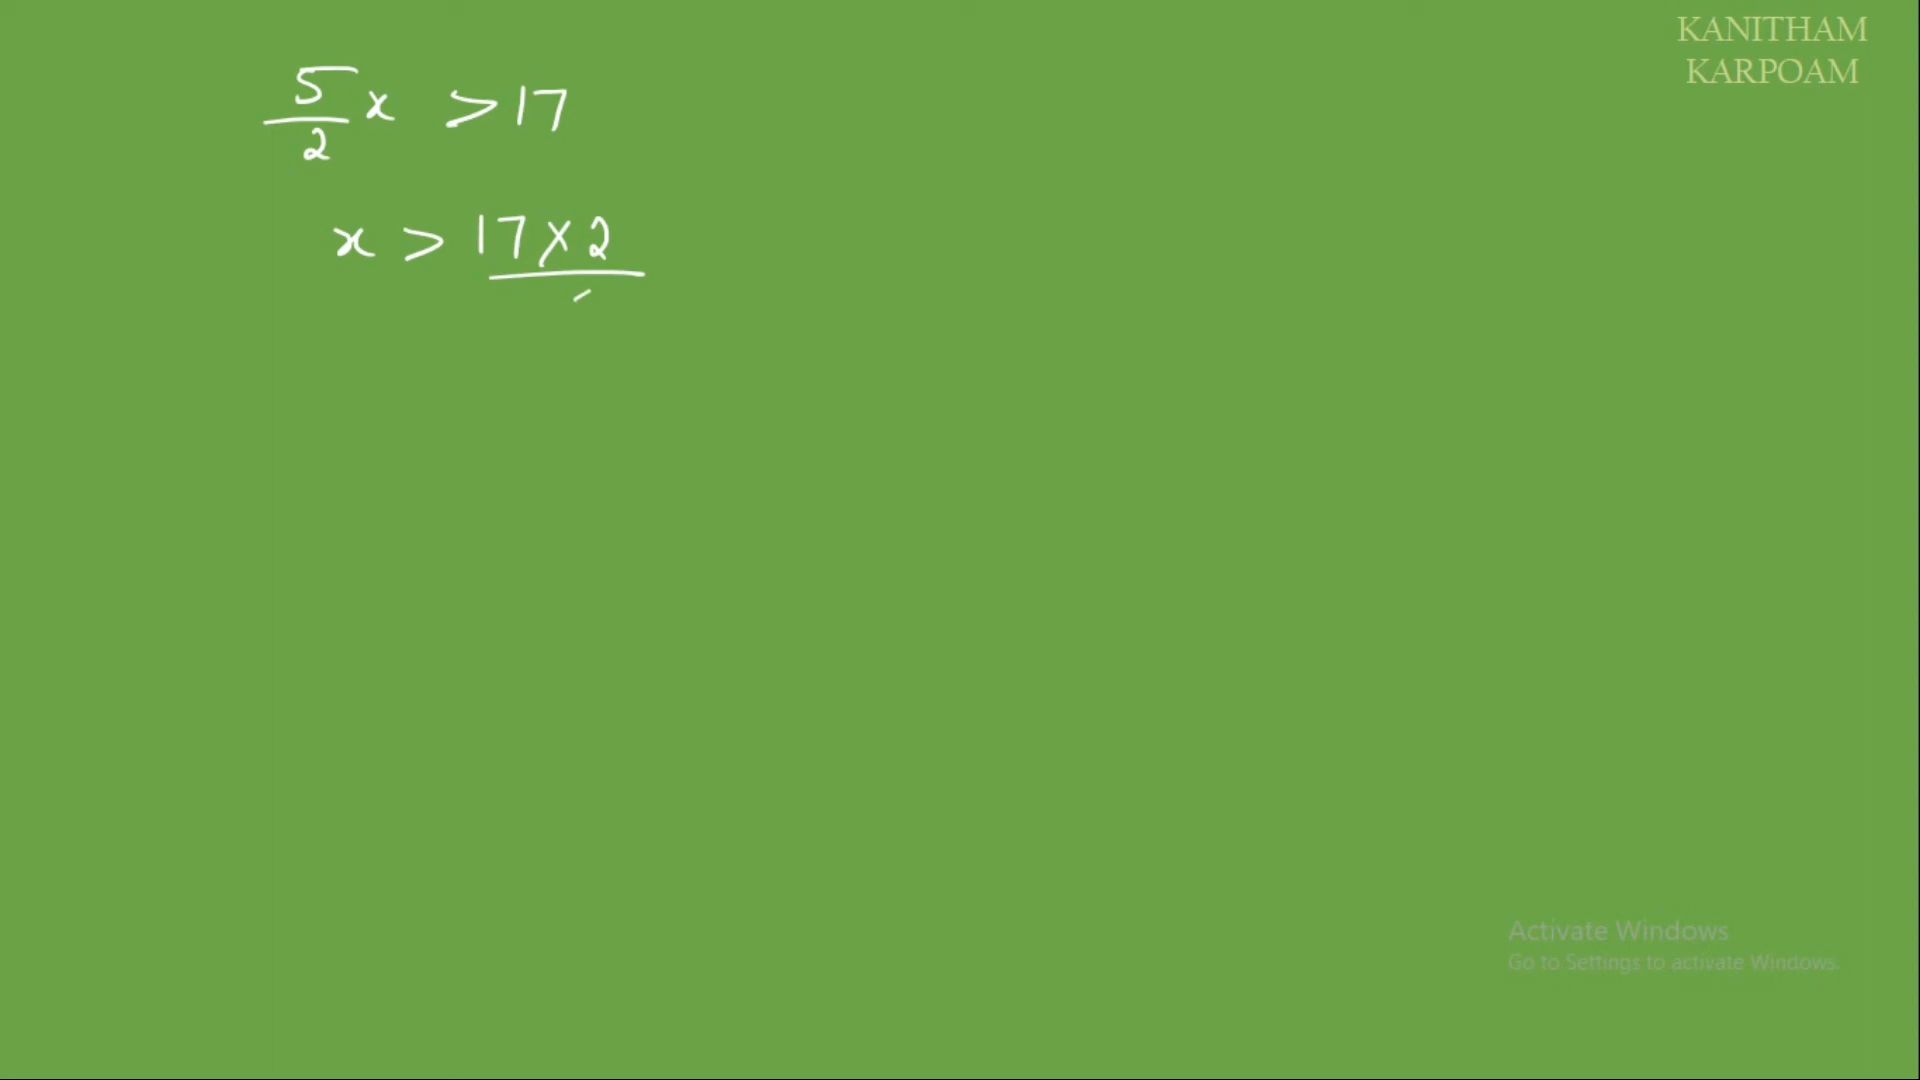 KANITHAM
KARPOAM
5/2 x > 17
x > 17 × 2
Activate Windows
Go to Settings to activate Windows.